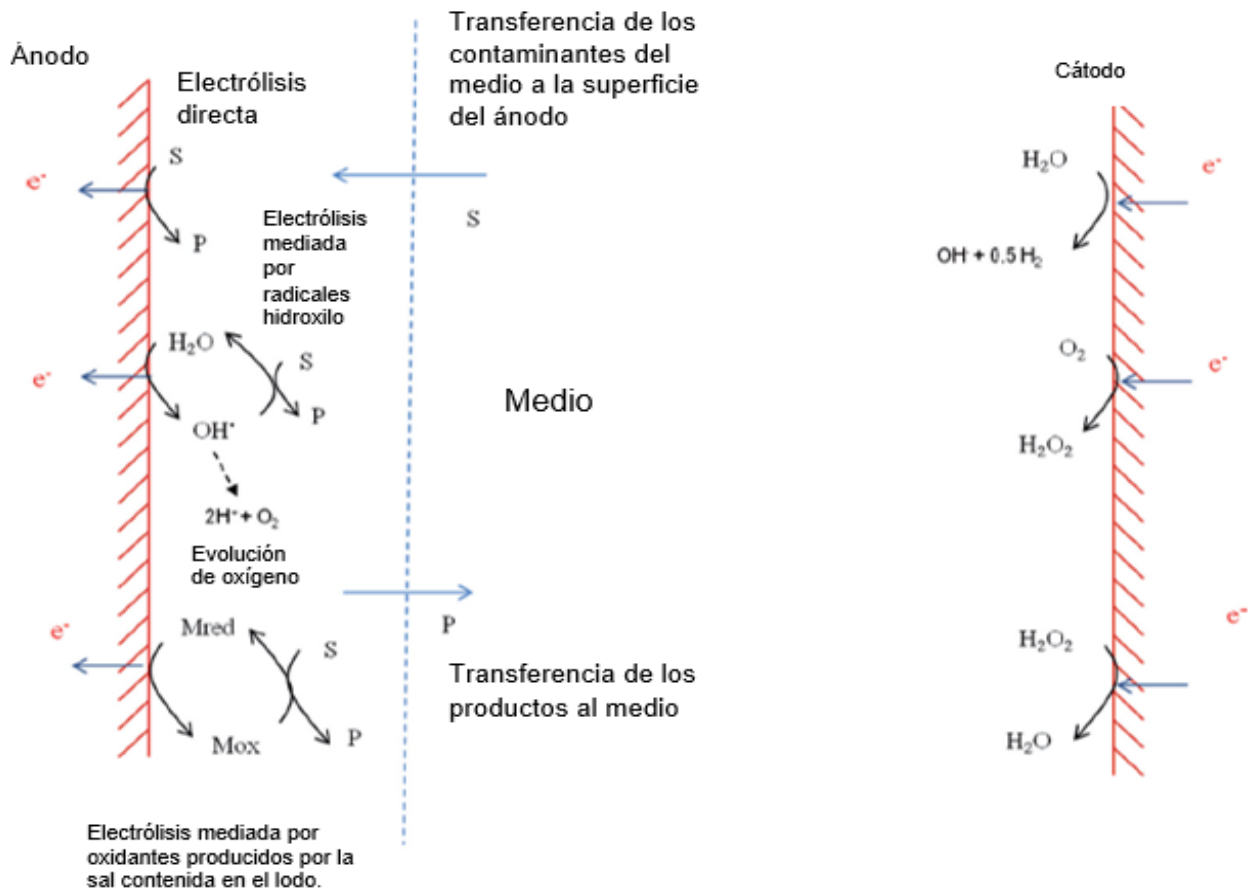 Ánodo
Electrólisis
directa
Transferencia de los
contaminantes del
medio a la superficie
del ánodo
Cátodo
S
e-
P
S
Electrólisis
mediada
por
radicales
hidroxilo
H₂O
e-
OH- + 0.5 H₂
H₂O
S
e-
P
OH•
2H⁺ + O₂
Evolución
de oxígeno
Medio
O₂
e-
H₂O₂
P
e-
Mred
S
Mox
P
Transferencia de los
productos al medio
H₂O₂
e-
H₂O
Electrólisis mediada por
oxidantes producidos por la
sal contenida en el lodo.